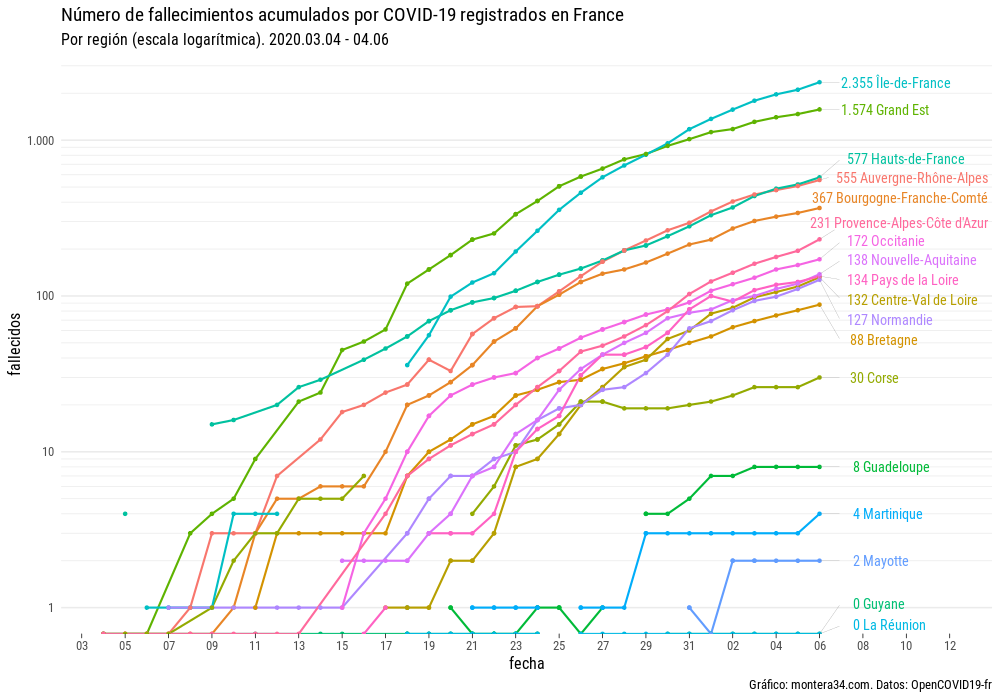 Número de fallecimientos acumulados por COVID-19 registrados en France
Por región (escala logarítmica). 2020.03.04 - 04.06
fallecidos
1.000
100
10
1
2.355 Île-de-France
1.574 Grand Est
577 Hauts-de-France
555 Auvergne-Rhône-Alpes
367 Bourgogne-Franche-Comté
231 Provence-Alpes-Côte d'Azur
172 Occitanie
138 Nouvelle-Aquitaine
134 Pays de la Loire
132 Centre-Val de Loire
127 Normandie
88 Bretagne
30 Corse
8 Guadeloupe
4 Martinique
2 Mayotte
0 Guyane
0 La Réunion
03 05 07 09 11 13 15 17 19 21 23 25 27 29 31 02 04 06 08 10 12
fecha
Gráfico: montera34.com. Datos: OpenCOVID19-fr